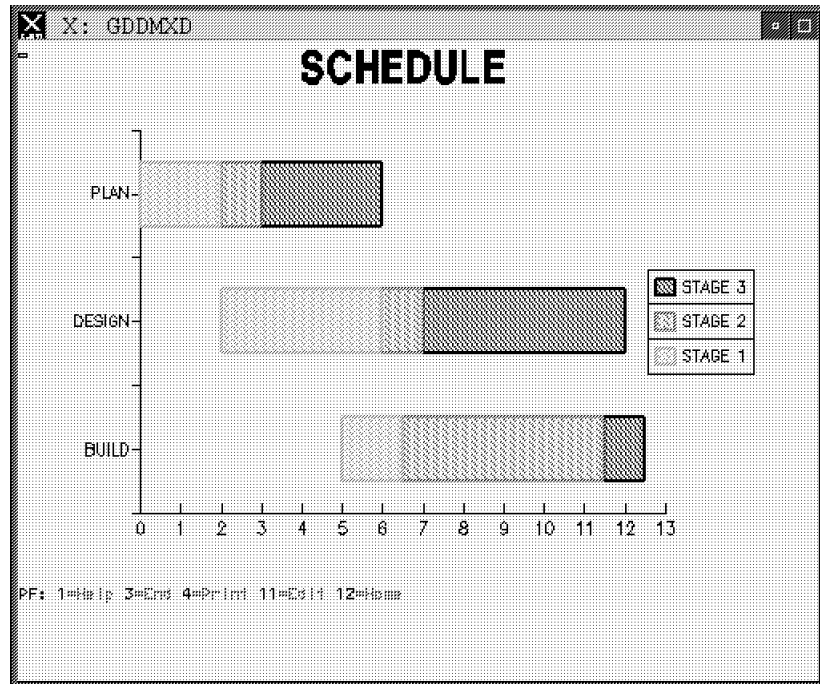 X: GDDMXD
SCHEDULE
PLAN
DESIGN
BUILD
STAGE 3
STAGE 2
STAGE 1
0 1 2 3 4 5 6 7 8 9 10 11 12 13
PF: 1=Help 3=End 4=Print 11=Edit 12=Home